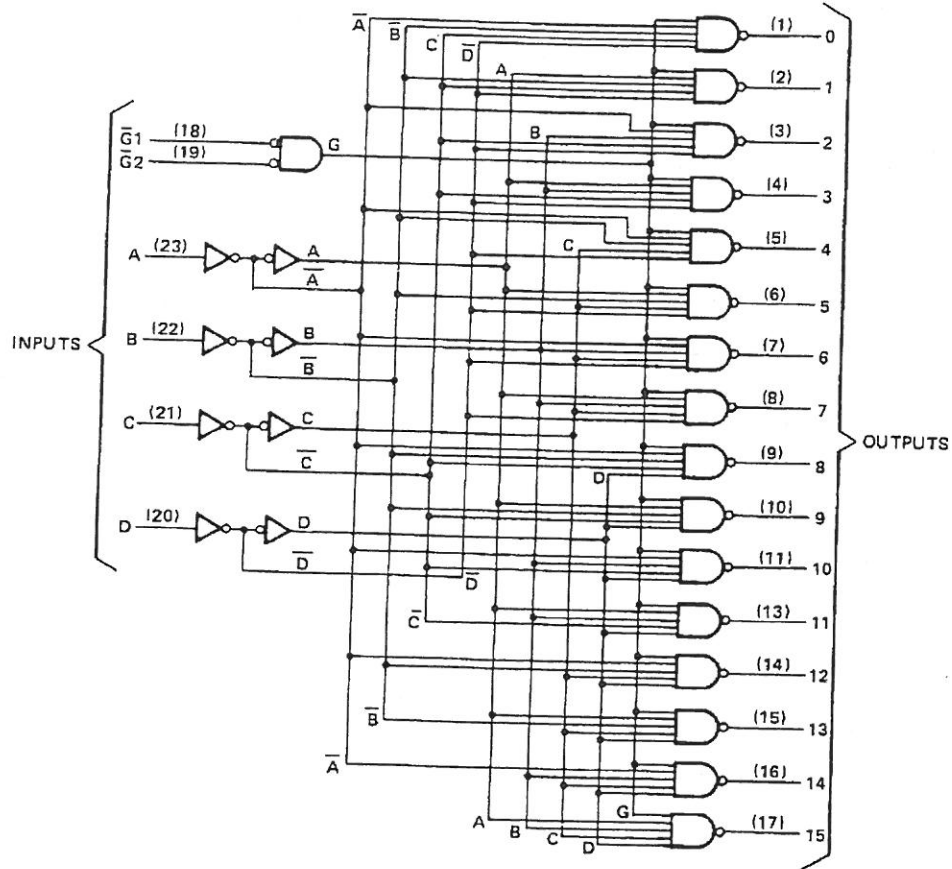 A̅
B̅
C
D̅
A
(1)
0
(2)
1
B
(3)
2
G̅1
(18)
G̅2
(19)
G
(4)
3
C
(5)
4
A
(23)
A
A̅
(6)
5
INPUTS
B
(22)
B
B̅
(7)
6
(8)
7
C
(21)
C
C̅
OUTPUTS
(9)
8
D
D
(20)
D
D̅
D̅
(10)
9
(11)
10
C̅
(13)
11
(14)
12
B̅
(15)
13
A̅
(16)
14
G
A
B
C
D
(17)
15